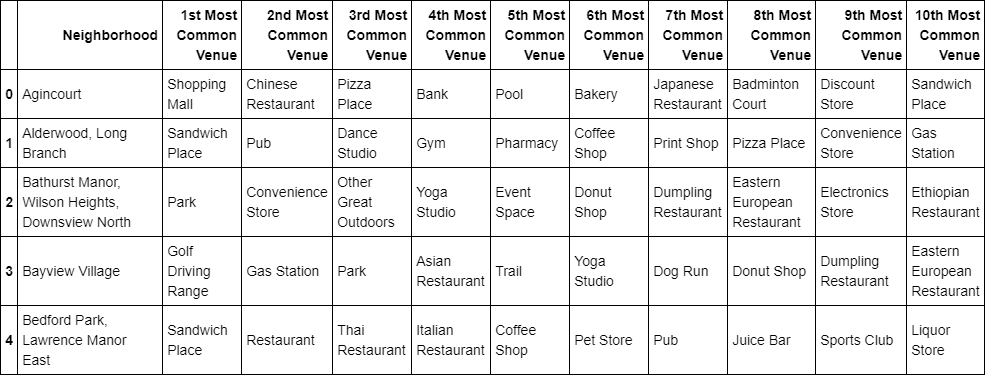 Neighborhood
1st Most
Common
Venue
2nd Most
Common
Venue
3rd Most
Common
Venue
4th Most
Common
Venue
5th Most
Common
Venue
6th Most
Common
Venue
7th Most
Common
Venue
8th Most
Common
Venue
9th Most
Common
Venue
10th Most
Common
Venue
0
Agincourt
Shopping
Mall
Chinese
Restaurant
Pizza
Place
Bank
Pool
Bakery
Japanese
Restaurant
Badminton
Court
Discount
Store
Sandwich
Place
1
Alderwood, Long
Branch
Sandwich
Place
Pub
Dance
Studio
Gym
Pharmacy
Coffee
Shop
Print Shop
Pizza Place
Convenience
Store
Gas
Station
2
Bathurst Manor,
Wilson Heights,
Downsview North
Park
Convenience
Store
Other
Great
Outdoors
Yoga
Studio
Event
Space
Donut
Shop
Dumpling
Restaurant
Eastern
European
Restaurant
Electronics
Store
Ethiopian
Restaurant
3
Bayview Village
Golf
Driving
Range
Gas Station
Park
Asian
Restaurant
Trail
Yoga
Studio
Dog Run
Donut Shop
Dumpling
Restaurant
Eastern
European
Restaurant
4
Bedford Park,
Lawrence Manor
East
Sandwich
Place
Restaurant
Thai
Restaurant
Italian
Restaurant
Coffee
Shop
Pet Store
Pub
Juice Bar
Sports Club
Liquor
Store